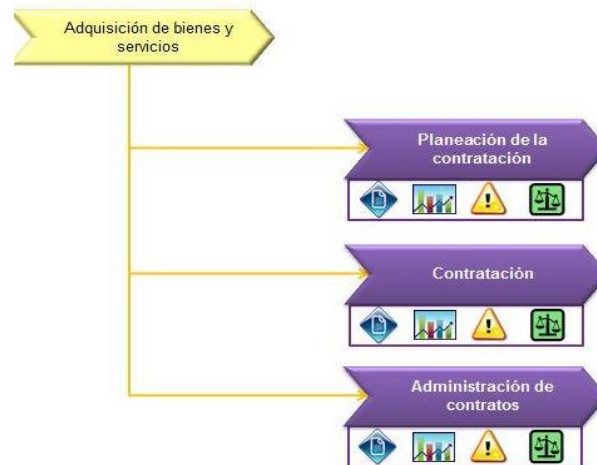 Adquisición de bienes y
servicios
Planeación de la
contratación
Contratación
Administración de
contratos